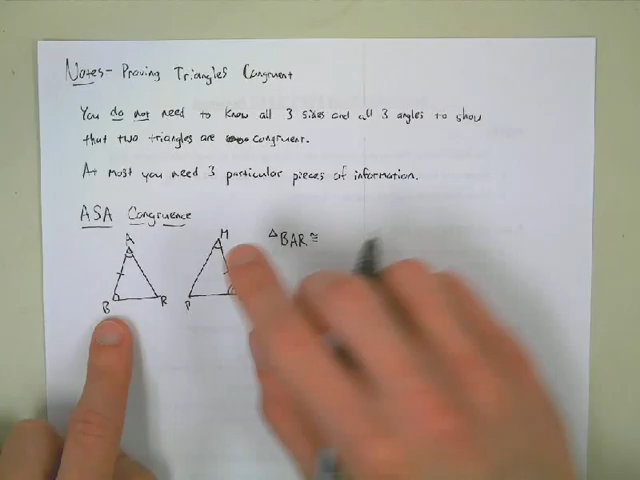 Notes - Proving Triangles Congruent
You do not need to know all 3 sides and all 3 angles to show
that two triangles are congruent.
At most you need 3 particular pieces of information.
ASA Congruence
A
M
△BAR ≅
B
R
P